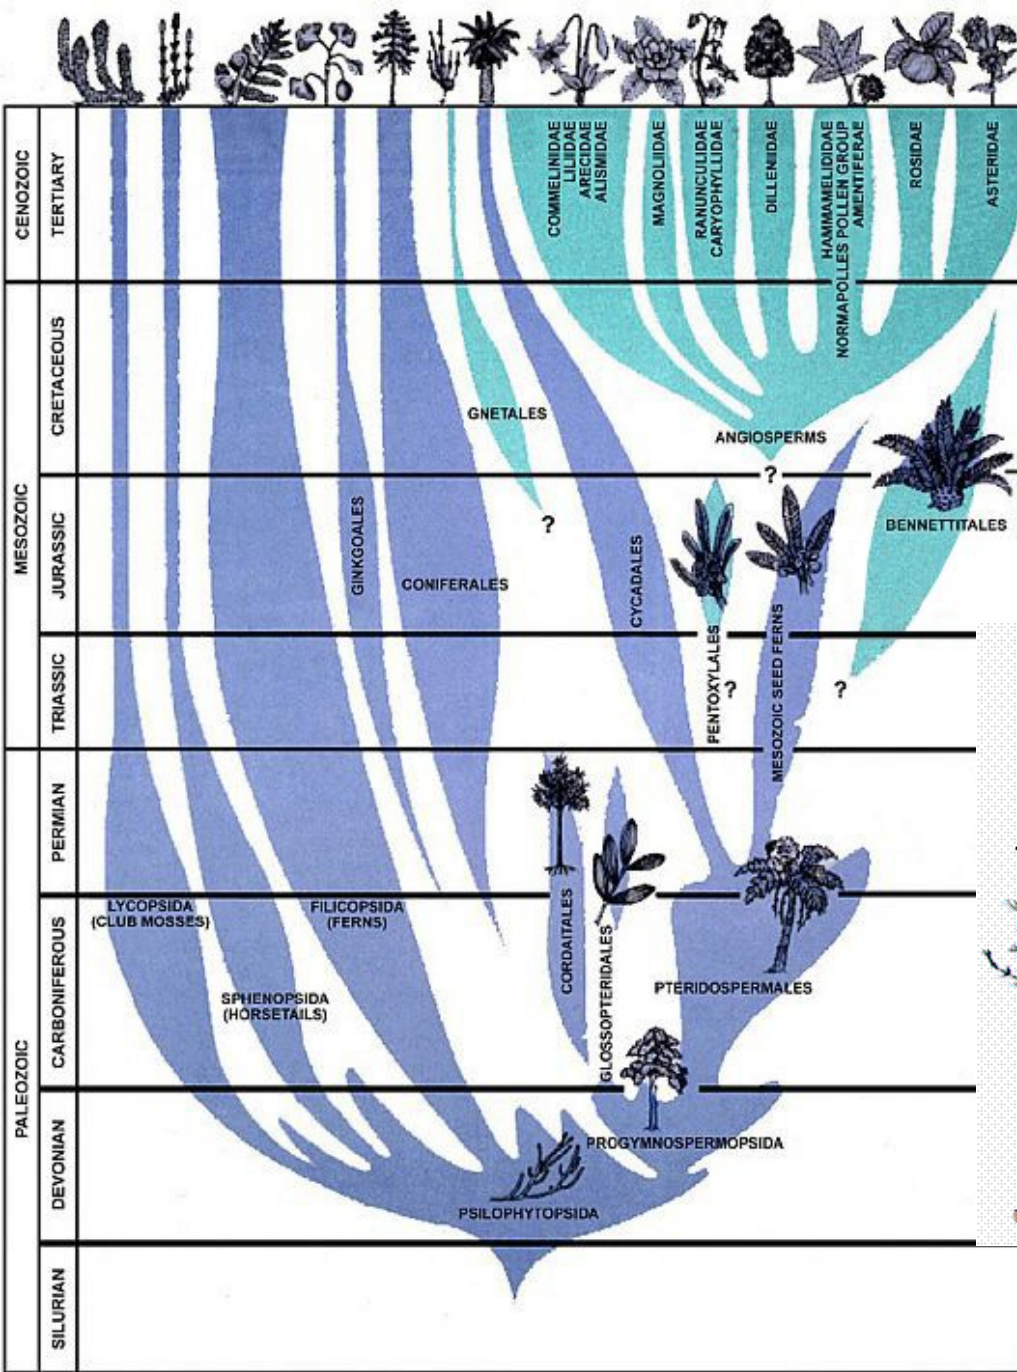 CENOZOIC
TERTIARY
COMMELINIDAE
LILIIDAE
ARECIDAE
ALISMIDAE
MAGNOLIIDAE
RANUNCULIDAE
CARYOPHYLLIDAE
DILLENIIDAE
HAMMAMELIDIDAE
NORMAPOLLES POLLEN GROUP
AMENTIFERAE
ROSIDAE
ASTERIDAE
MESOZOIC
CRETACEOUS
GNETALES
ANGIOSPERMS
?
JURASSIC
GINKGOALES
CONIFERALES
?
CYCADALES
BENNETTITALES
TRIASSIC
PENTOXYLALES
?
MESOZOIC SEED FERNS
?
PALEOZOIC
PERMIAN
CARBONIFEROUS
LYCOPSIDA
(CLUB MOSSES)
FILICOPSIDA
(FERNS)
SPHENOPSIDA
(HORSETAILS)
CORDAITALES
GLOSSOPTERIDALES
PTERIDOSPERMALES
DEVONIAN
PROGYMNOSPERMOPSIDA
PSILOPHYTOPSIDA
SILURIAN